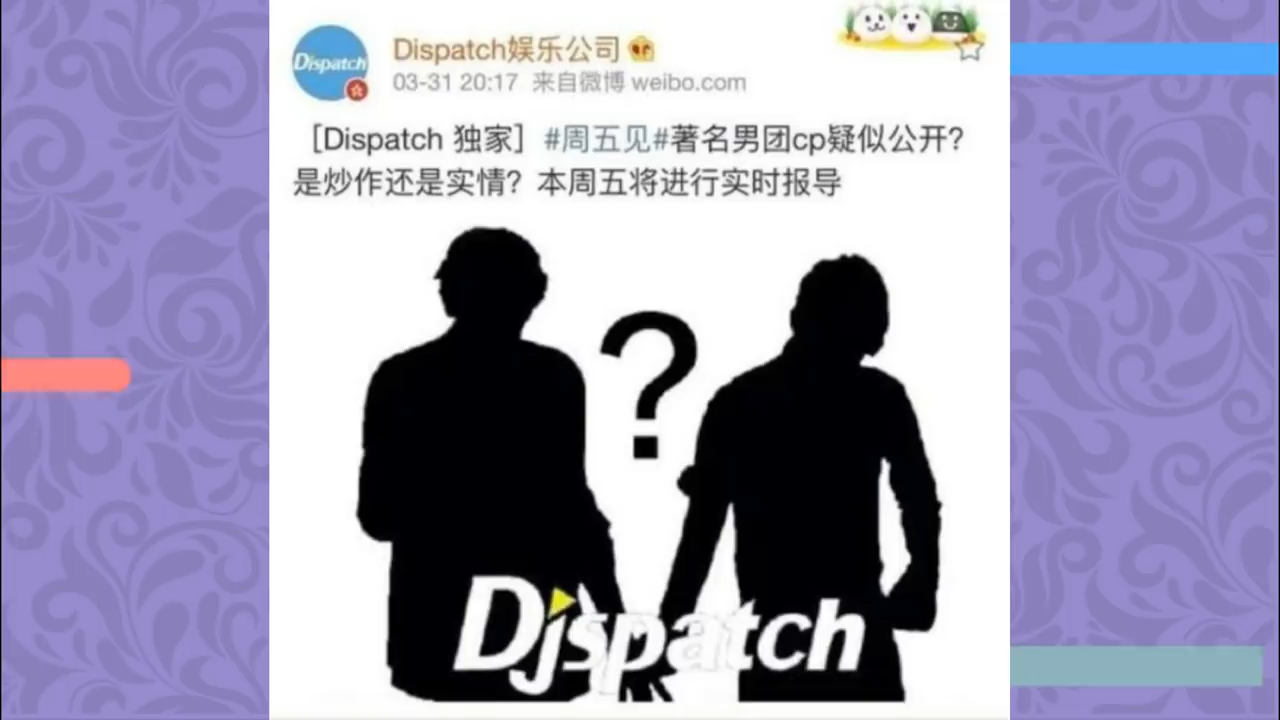 Dispatch
Dispatch娱乐公司
03-31 20:17 来自微博 weibo.com
［Dispatch 独家］#周五见#著名男团cp疑似公开？
是炒作还是实情？本周五将进行实时报导
?
Dispatch